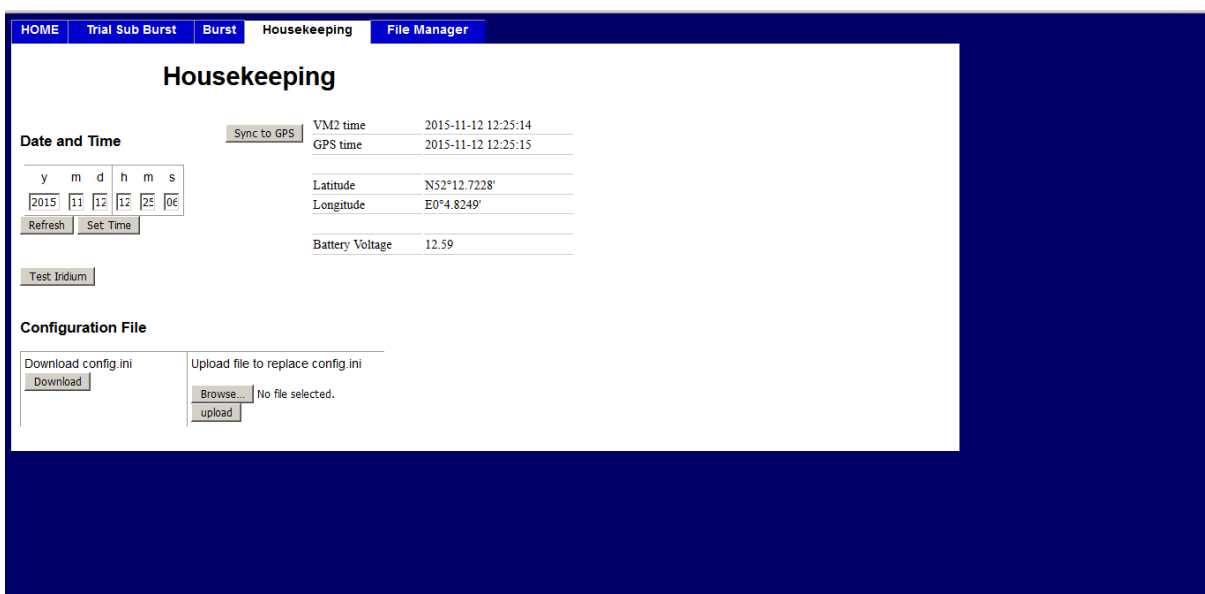 HOME Trial Sub Burst Burst Housekeeping File Manager
Housekeeping
Date and Time
y m d h m s
2015 11 12 12 25 06
Refresh Set Time
Test Iridium
Sync to GPS
VM2 time 2015-11-12 12:25:14
GPS time 2015-11-12 12:25:15
Latitude N52°12.7228'
Longitude E0°4.8249'
Battery Voltage 12.59
Configuration File
Download config.ini
Download
Upload file to replace config.ini
Browse... No file selected.
upload